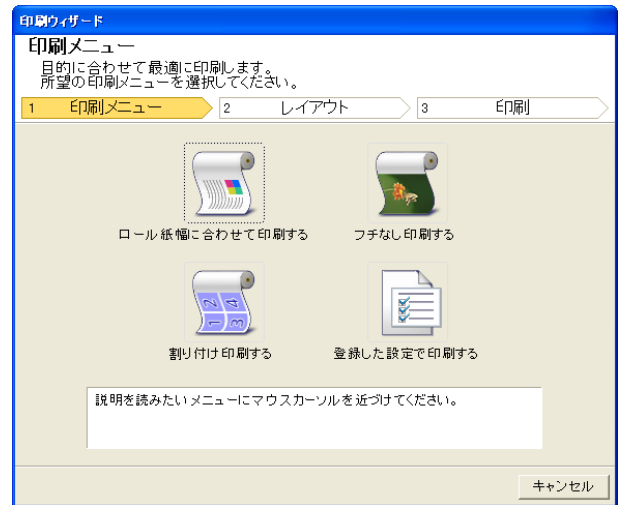 印刷ウィザード
印刷メニュー
目的に合わせて最適に印刷します。
所望の印刷メニューを選択してください。
1 印刷メニュー 2 レイアウト 3 印刷
ロール紙幅に合わせて印刷する フチなし印刷する
1 2 3 4
割り付け印刷する 登録した設定で印刷する
説明を読みたいメニューにマウスカーソルを近づけてください。
キャンセル